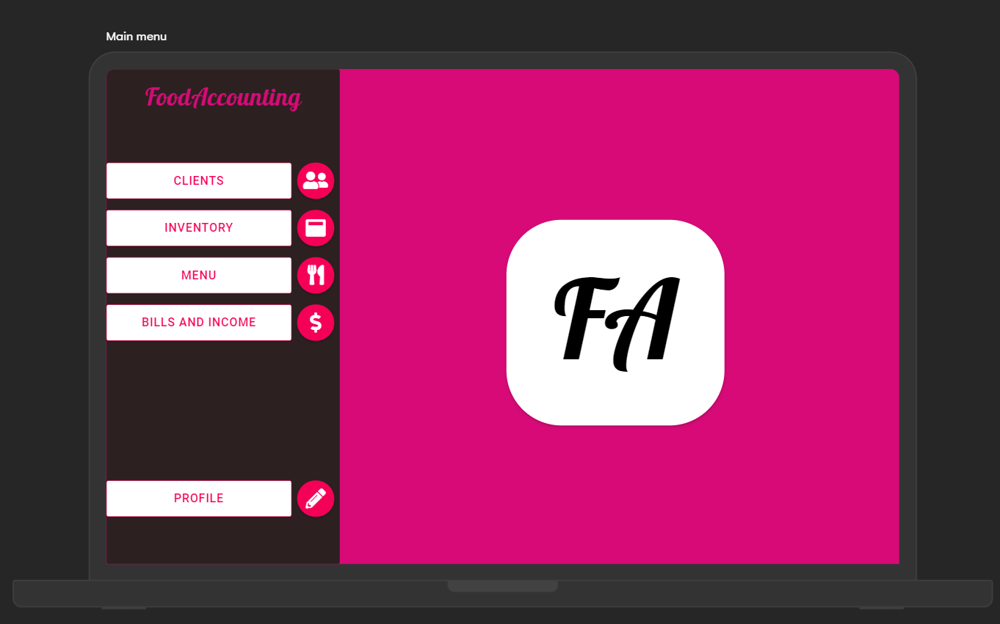 Main menu
FoodAccounting
CLIENTS
INVENTORY
MENU
BILLS AND INCOME
PROFILE
FA